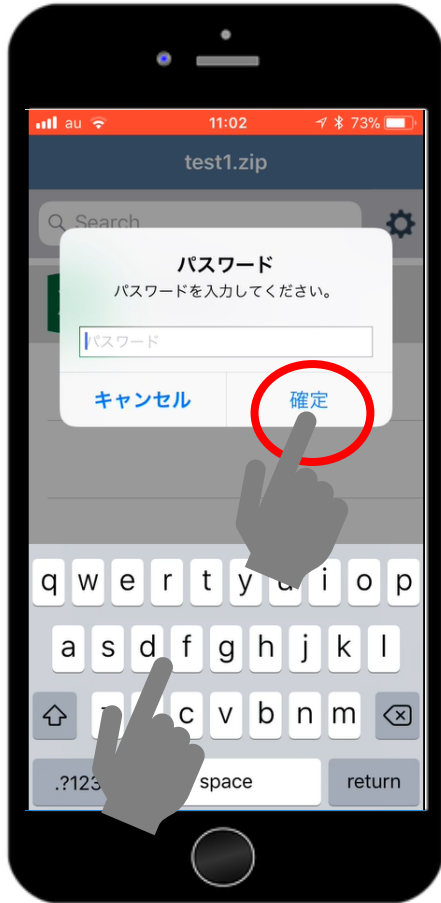 au 11:02 73%
test1.zip
Search
パスワード
パスワードを入力してください。
パスワード
キャンセル 確定
q w e r t y u i o p
a s d f g h j k l
c v b n m
.?123 space return